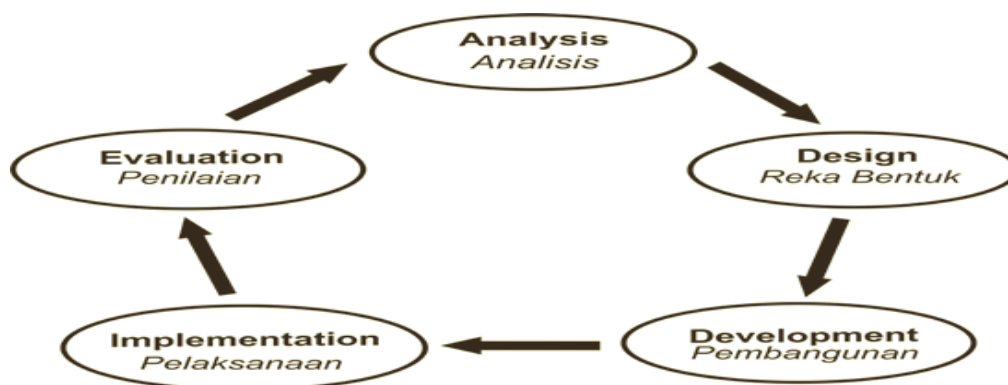 Analysis
Analisis
Design
Reka Bentuk
Development
Pembangunan
Implementation
Pelaksanaan
Evaluation
Penilaian